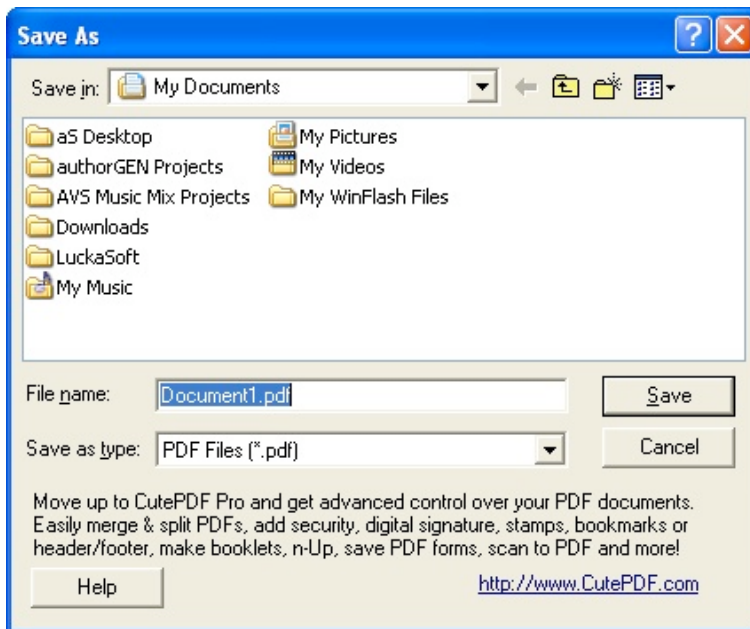 Save As
Save in: My Documents
aS Desktop
authorGEN Projects
AVS Music Mix Projects
Downloads
LuckaSoft
My Music
My Pictures
My Videos
My WinFlash Files
File name: Document1.pdf Save
Save as type: PDF Files (*.pdf) Cancel
Move up to CutePDF Pro and get advanced control over your PDF documents.
Easily merge & split PDFs, add security, digital signature, stamps, bookmarks or
header/footer, make booklets, n-Up, save PDF forms, scan to PDF and more!
Help http://www.CutePDF.com